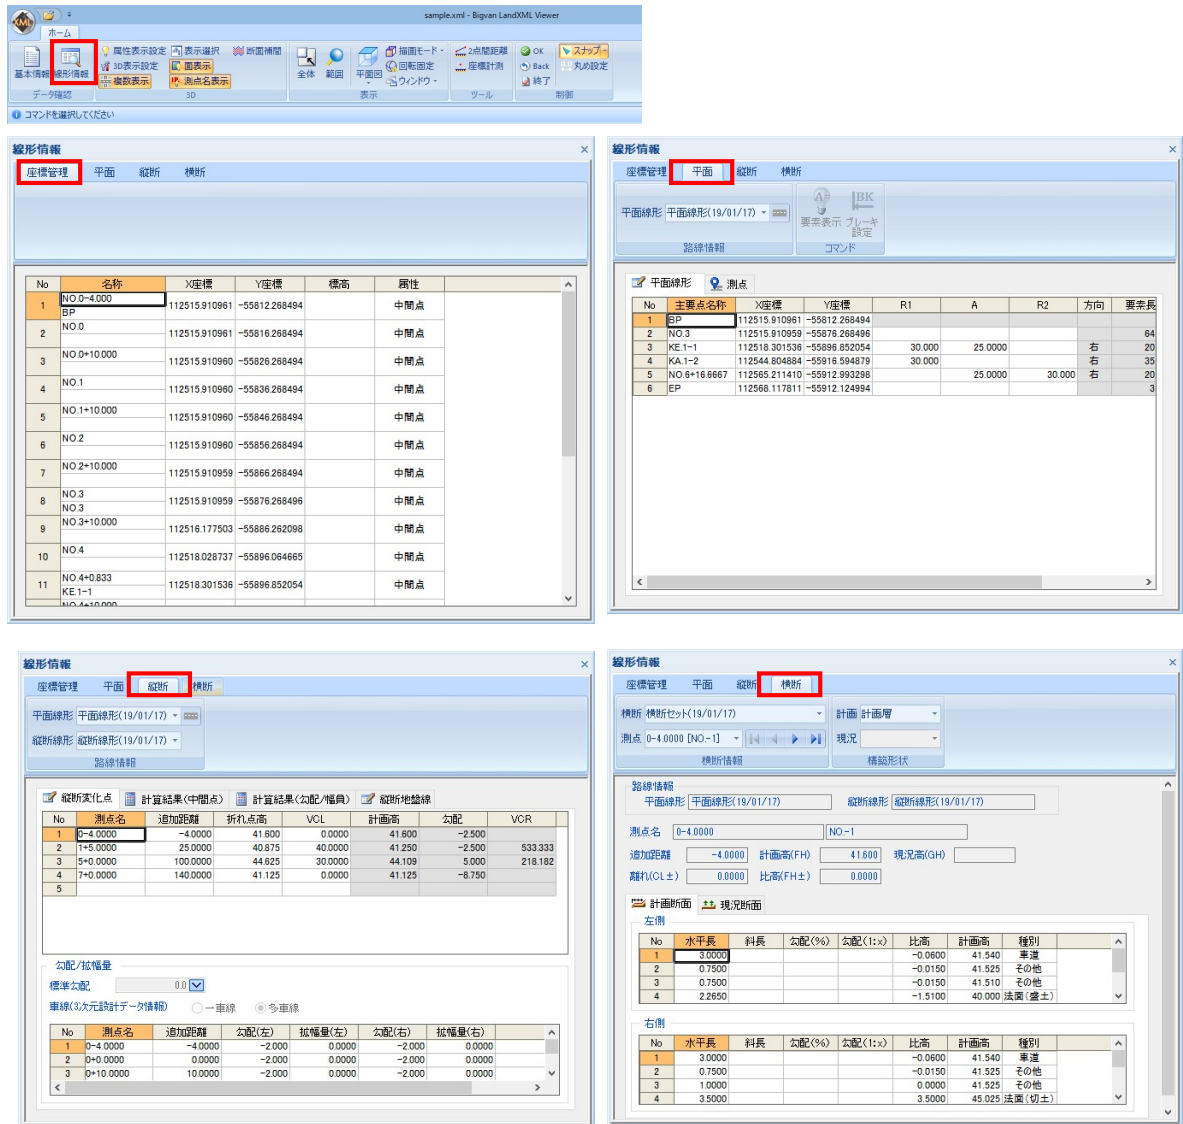 sample.xml - Bigvan LandXML Viewer
ホーム
基本情報 線形情報 属性表示設定 3D表示設定 複数表示 表示選択 面表示 測点名表示 断面補間 全体 範囲 平面図 描画モード 回転固定 ウィンドウ 2点間距離 座標計測 OK Back 終了 スナップ 丸め設定
データ確認 3D 表示 ツール 制御
コマンドを選択してください
線形情報
座標管理 平面 縦断 横断
No 名称 X座標 Y座標 標高 属性
1 NO.0-4.000 112515.910961 -55812.268494 中間点
BP
2 NO.0 112515.910961 -55816.268494 中間点
3 NO.0+10.000 112515.910960 -55826.268494 中間点
4 NO.1 112515.910960 -55836.268494 中間点
5 NO.1+10.000 112515.910960 -55846.268494 中間点
6 NO.2 112515.910960 -55856.268494 中間点
7 NO.2+10.000 112515.910959 -55866.268494 中間点
8 NO.3 112515.910959 -55876.268496 中間点
NO.3
9 NO.3+10.000 112516.177503 -55886.262098 中間点
10 NO.4 112518.028737 -55896.064665 中間点
11 NO.4+0.833 112518.301536 -55896.852054 中間点
KE.1-1
NO.4+10.000
線形情報
座標管理 平面 縦断 横断
平面線形 平面線形(19/01/17)
要素表示 ブレーキ設定
路線情報 コマンド
平面線形 測点
No 主要点名称 X座標 Y座標 R1 A R2 方向 要素長
1 BP 112515.910961 -55812.268494
2 NO.3 112515.910959 -55876.268496 64
3 KE.1-1 112518.301536 -55896.852054 30.000 25.0000 右 20
4 KA.1-2 112544.804884 -55916.594879 30.000 右 35
5 NO.6+16.6667 112565.211410 -55912.993298 25.0000 30.000 右 20
6 EP 112568.117811 -55912.124994 3
線形情報
座標管理 平面 縦断 横断
平面線形 平面線形(19/01/17)
縦断線形 縦断線形(19/01/17)
路線情報
縦断変化点 計算結果(中間点) 計算結果(勾配/幅員) 縦断地盤線
No 測点名 追加距離 折れ点高 VCL 計画高 勾配 VCR
1 0-4.0000 -4.0000 41.600 0.0000 41.600 -2.500
2 1+5.0000 25.0000 40.875 40.0000 41.250 -2.500 533.333
3 5+0.0000 100.0000 44.625 30.0000 44.109 5.000 218.182
4 7+0.0000 140.0000 41.125 0.0000 41.125 -8.750
5
勾配/拡幅量
標準勾配 0.0
車線(3次元設計データ情報) 一車線 多車線
No 測点名 追加距離 勾配(左) 拡幅量(左) 勾配(右) 拡幅量(右)
1 0-4.0000 -4.0000 -2.000 0.0000 -2.000 0.0000
2 0+0.0000 0.0000 -2.000 0.0000 -2.000 0.0000
3 0+10.0000 10.0000 -2.000 0.0000 -2.000 0.0000
線形情報
座標管理 平面 縦断 横断
横断 横断セット(19/01/17) 計画 計画層
測点 0-4.0000 [NO.-1] 現況
横断情報 構築形状
路線情報
平面線形 平面線形(19/01/17) 縦断線形 縦断線形(19/01/17)
測点名 0-4.0000 NO.-1
追加距離 -4.0000 計画高(FH) 41.600 現況高(GH)
離れ(CL±) 0.0000 比高(FH±) 0.0000
計画断面 現況断面
左側
No 水平長 斜長 勾配(%) 勾配(1:x) 比高 計画高 種別
1 3.0000 -0.0600 41.540 車道
2 0.7500 -0.0150 41.525 その他
3 0.7500 -0.0150 41.510 その他
4 2.2650 -1.5100 40.000 法面(盛土)
右側
No 水平長 斜長 勾配(%) 勾配(1:x) 比高 計画高 種別
1 3.0000 -0.0600 41.540 車道
2 0.7500 -0.0150 41.525 その他
3 1.0000 0.0000 41.525 その他
4 3.5000 3.5000 45.025 法面(切土)